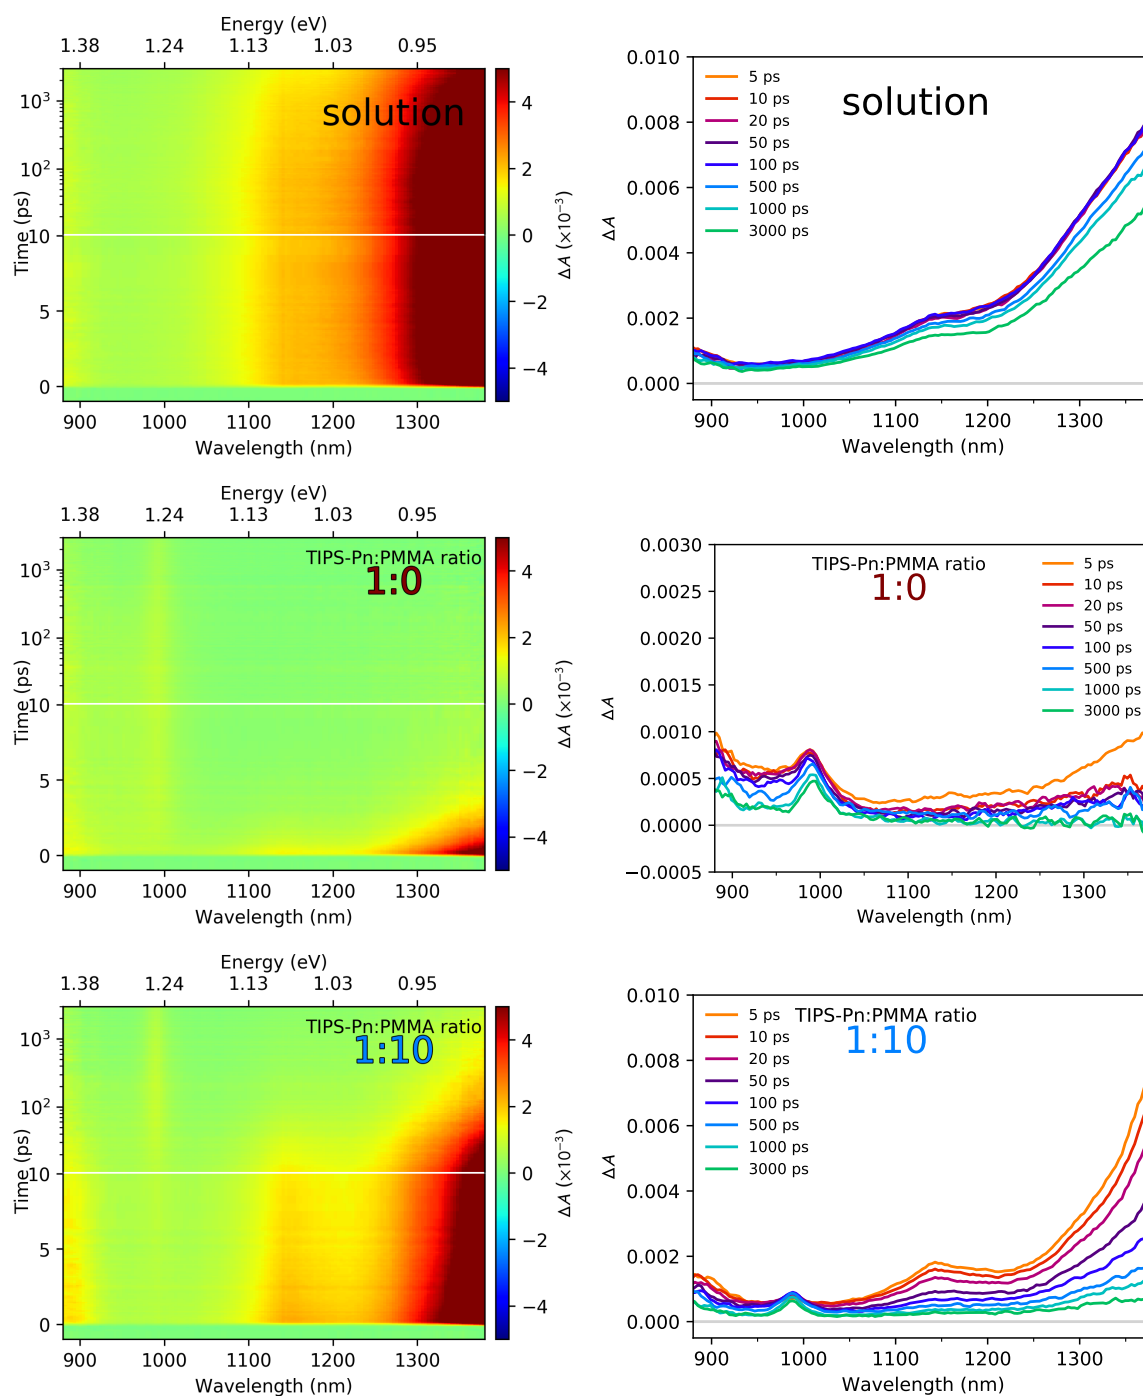 Energy (eV)
1.38 1.24 1.13 1.03 0.95
solution
10³
10²
10
5
0
Time (ps)
900 1000 1100 1200 1300
Wavelength (nm)
4
2
0
−2
−4
ΔA (×10⁻³)
0.010
0.008
0.006
0.004
0.002
0.000
ΔA
5 ps
10 ps
20 ps
50 ps
100 ps
500 ps
1000 ps
3000 ps
solution
900 1000 1100 1200 1300
Wavelength (nm)
Energy (eV)
1.38 1.24 1.13 1.03 0.95
TIPS-Pn:PMMA ratio
1:0
10³
10²
10
5
0
Time (ps)
900 1000 1100 1200 1300
Wavelength (nm)
4
2
0
−2
−4
ΔA (×10⁻³)
0.0030
0.0025
0.0020
0.0015
0.0010
0.0005
0.0000
−0.0005
ΔA
TIPS-Pn:PMMA ratio
1:0
5 ps
10 ps
20 ps
50 ps
100 ps
500 ps
1000 ps
3000 ps
900 1000 1100 1200 1300
Wavelength (nm)
Energy (eV)
1.38 1.24 1.13 1.03 0.95
TIPS-Pn:PMMA ratio
1:10
10³
10²
10
5
0
Time (ps)
900 1000 1100 1200 1300
Wavelength (nm)
4
2
0
−2
−4
ΔA (×10⁻³)
0.010
0.008
0.006
0.004
0.002
0.000
ΔA
5 ps
10 ps
20 ps
50 ps
100 ps
500 ps
1000 ps
3000 ps
TIPS-Pn:PMMA ratio
1:10
900 1000 1100 1200 1300
Wavelength (nm)